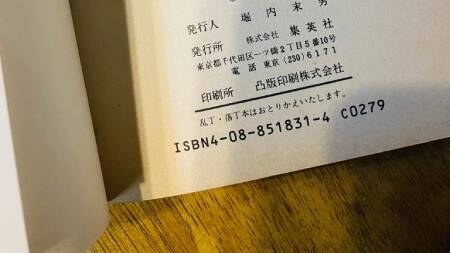 発行人 堀内末男
発行所 株式会社 集英社
東京都千代田区一ツ橋2丁目5番10号
電話 東京(230)6171
印刷所 凸版印刷株式会社
乱丁・落丁本はおとりかえいたします。
ISBN4-08-851831-4 C0279